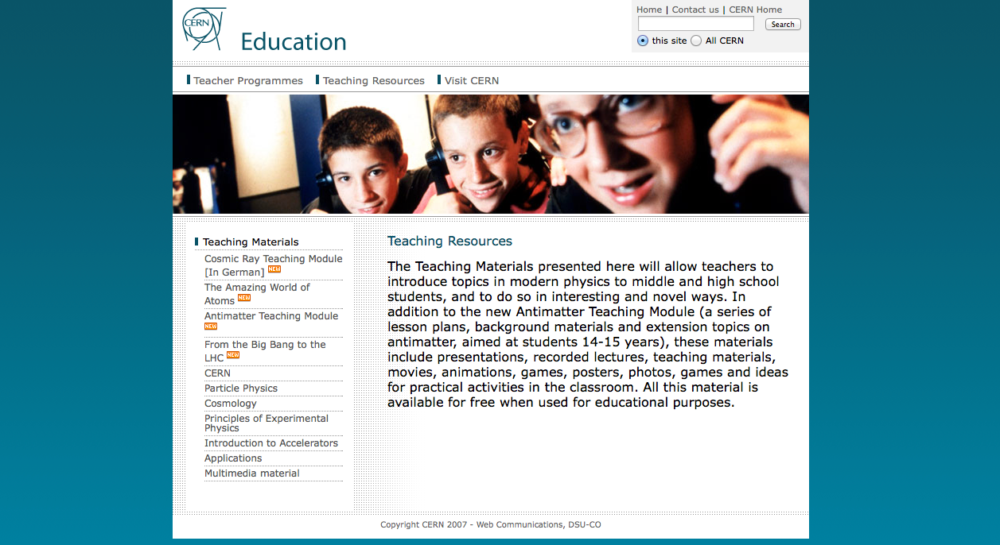 CERN
Education
Home | Contact us | CERN Home
Search
this site All CERN
Teacher Programmes Teaching Resources Visit CERN
Teaching Materials
Cosmic Ray Teaching Module
[In German] NEW
The Amazing World of
Atoms NEW
Antimatter Teaching Module
NEW
From the Big Bang to the
LHC NEW
CERN
Particle Physics
Cosmology
Principles of Experimental
Physics
Introduction to Accelerators
Applications
Multimedia material
Teaching Resources
The Teaching Materials presented here will allow teachers to
introduce topics in modern physics to middle and high school
students, and to do so in interesting and novel ways. In
addition to the new Antimatter Teaching Module (a series of
lesson plans, background materials and extension topics on
antimatter, aimed at students 14-15 years), these materials
include presentations, recorded lectures, teaching materials,
movies, animations, games, posters, photos, games and ideas
for practical activities in the classroom. All this material is
available for free when used for educational purposes.
Copyright CERN 2007 - Web Communications, DSU-CO